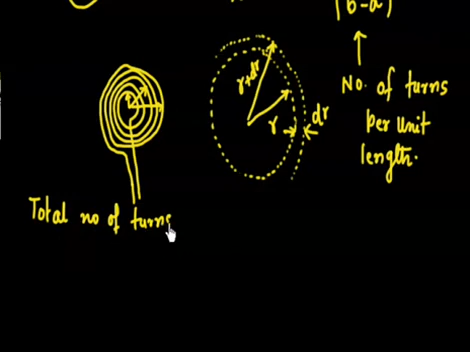 (b-a)
No. of turns
per unit
length.
r+dr
r
dr
Total no of turns